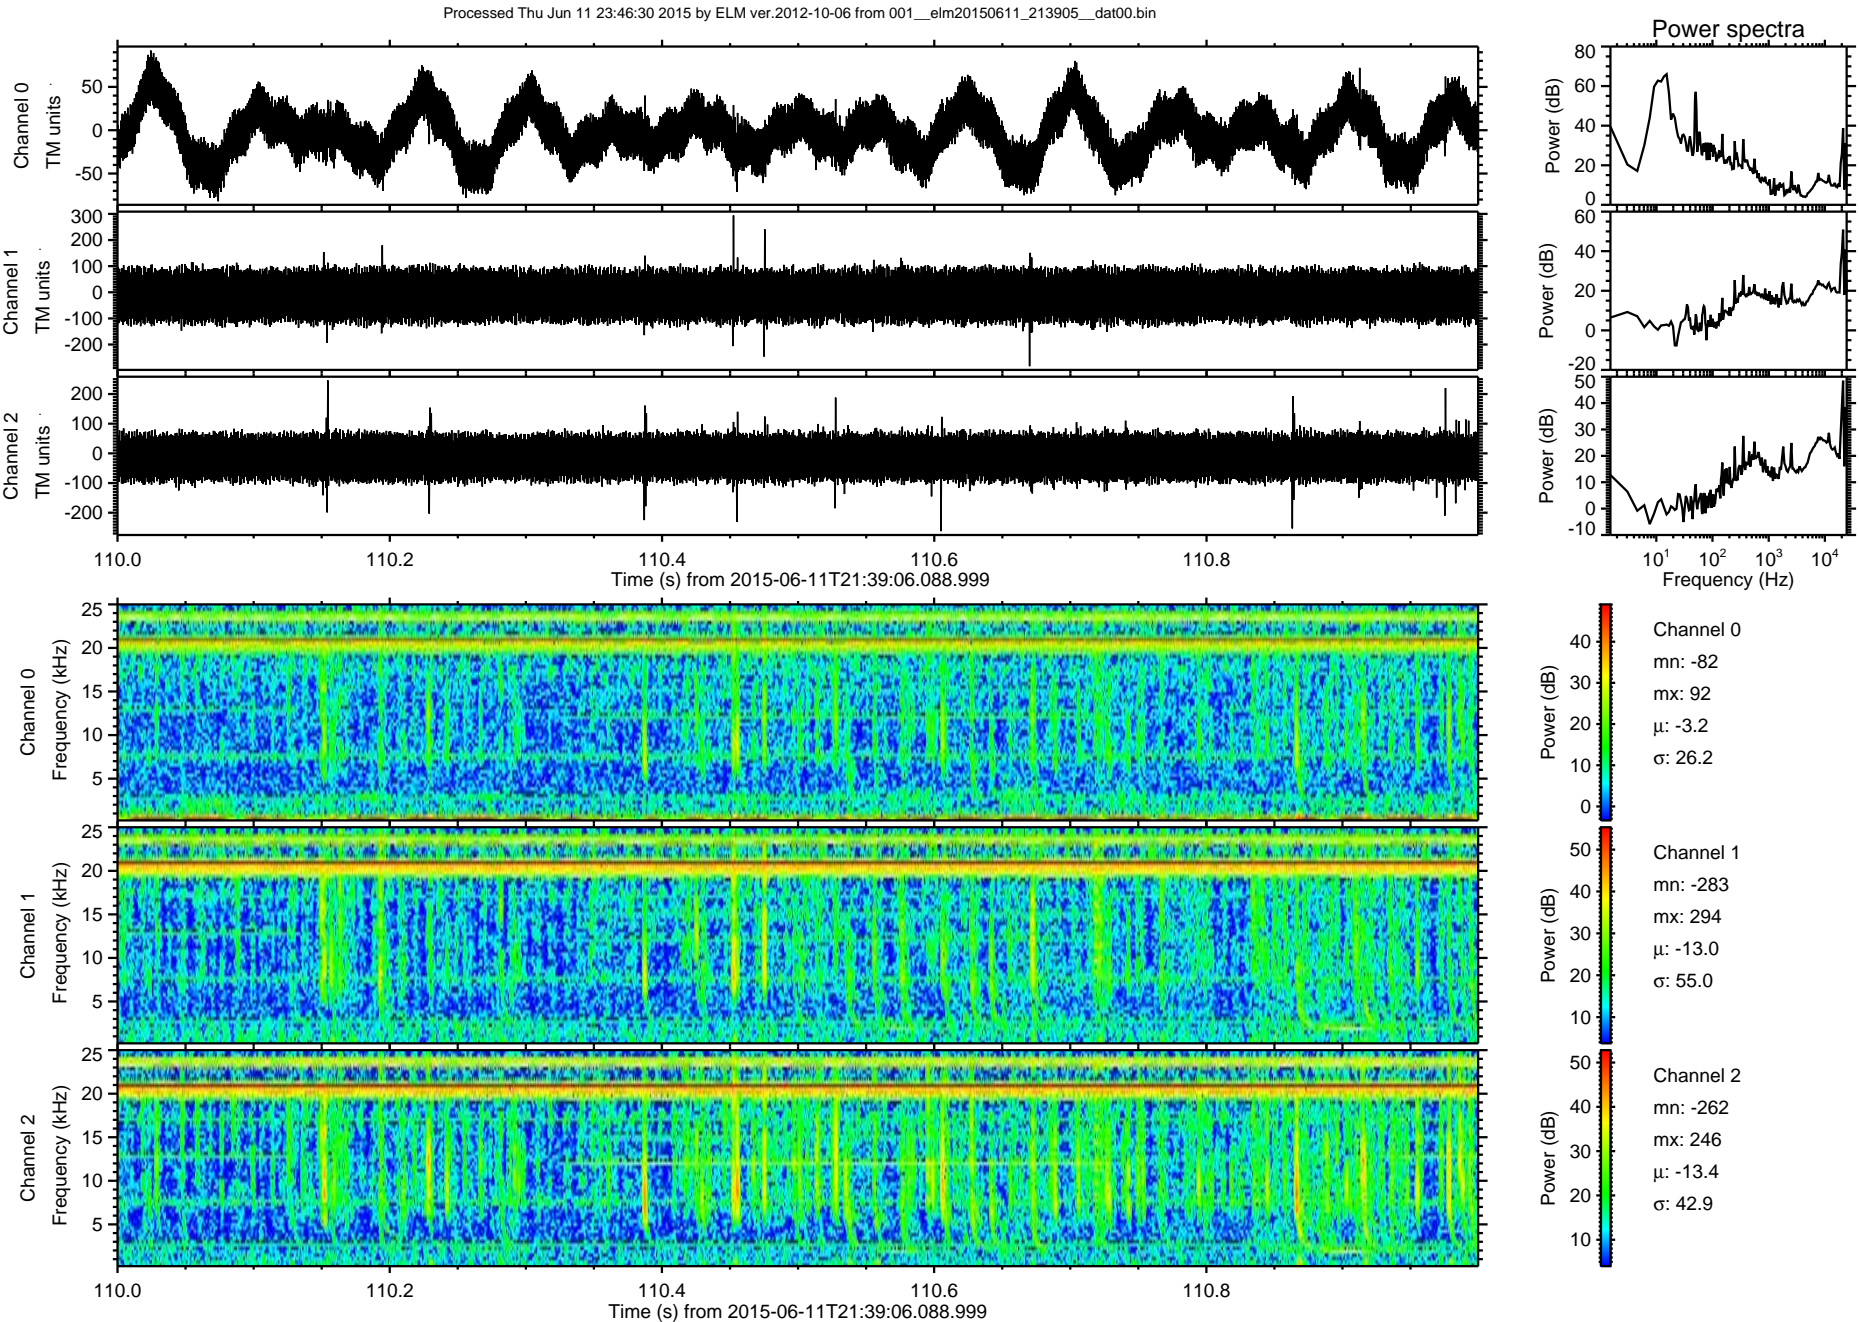 Processed Thu Jun 11 23:46:30 2015 by ELM ver.2012-10-06 from 001__elm20150611_213905__dat00.bin
Power spectra
Channel 0
TM units
50
0
-50
Power (dB)
80
60
40
20
0
Channel 1
TM units
300
200
100
0
-100
-200
Power (dB)
60
40
20
0
-20
Channel 2
TM units
200
100
0
-100
-200
Power (dB)
50
40
30
20
10
0
-10
110.0 110.2 110.4 110.6 110.8
Time (s) from 2015-06-11T21:39:06.088.999
10^1 10^2 10^3 10^4
Frequency (Hz)
Channel 0
Frequency (kHz)
25
20
15
10
5
Power (dB)
40
30
20
10
0
Channel 0
mn: -82
mx: 92
μ: -3.2
σ: 26.2
Channel 1
Frequency (kHz)
25
20
15
10
5
Power (dB)
50
40
30
20
10
Channel 1
mn: -283
mx: 294
μ: -13.0
σ: 55.0
Channel 2
Frequency (kHz)
25
20
15
10
5
Power (dB)
50
40
30
20
10
Channel 2
mn: -262
mx: 246
μ: -13.4
σ: 42.9
110.0 110.2 110.4 110.6 110.8
Time (s) from 2015-06-11T21:39:06.088.999